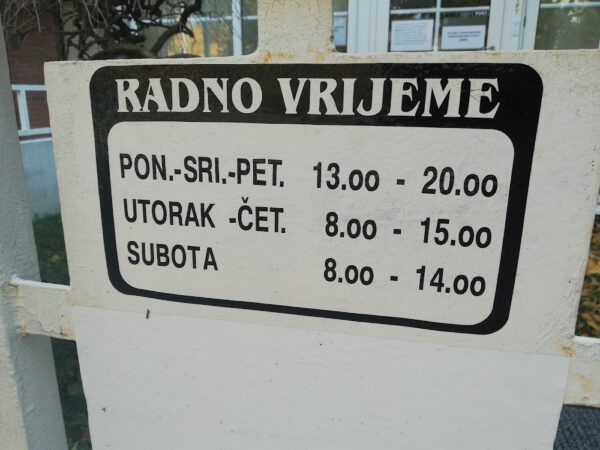 RADNO VRIJEME
PON.-SRI.-PET. 13.00 - 20.00
UTORAK -ČET. 8.00 - 15.00
SUBOTA 8.00 - 14.00